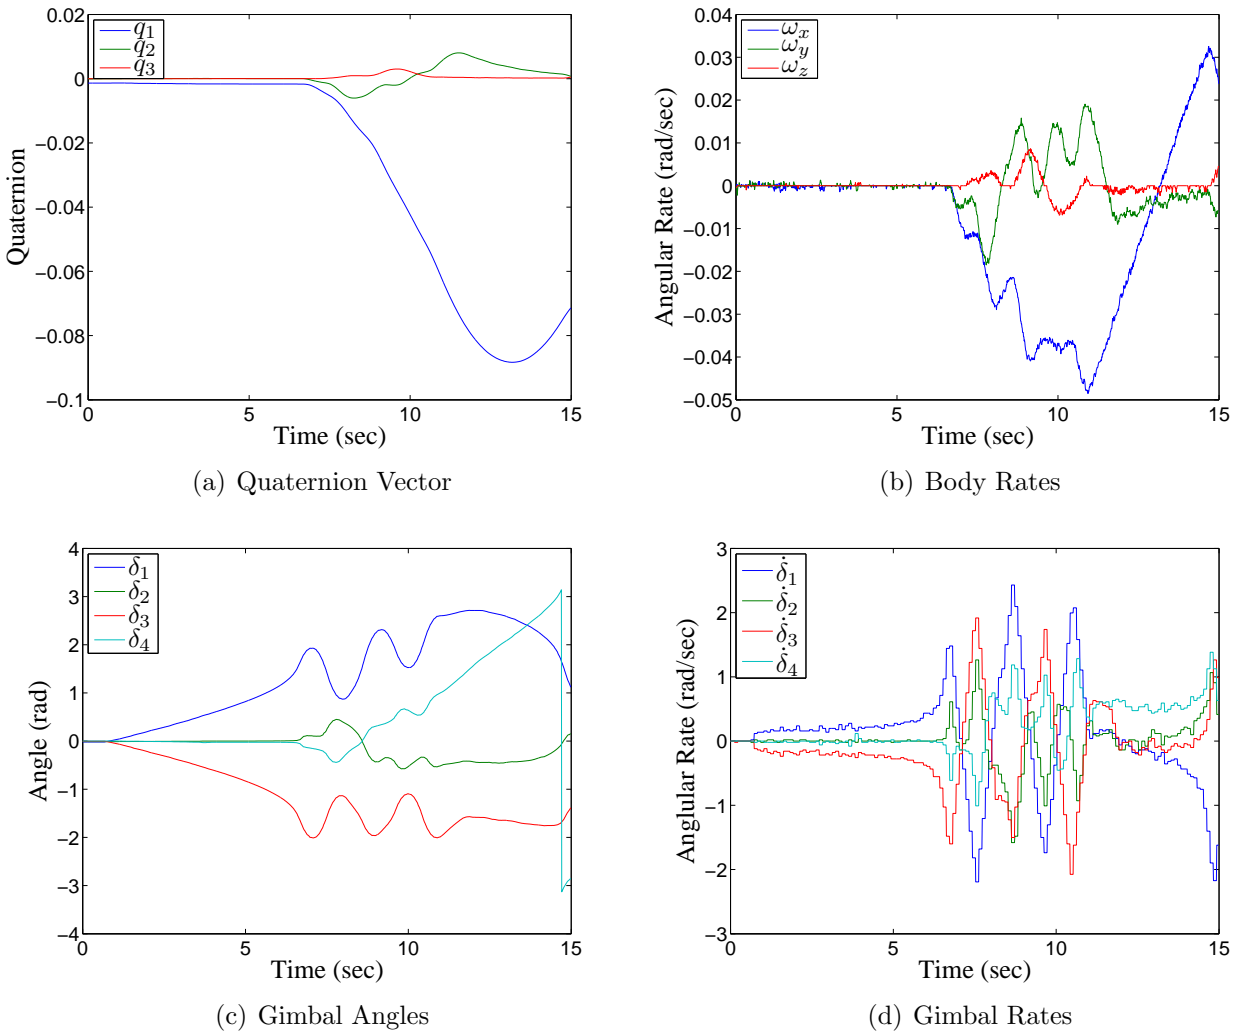 0.02
0
−0.02
−0.04
−0.06
−0.08
−0.1
0
5
10
15
Quaternion
Time (sec)
q1
q2
q3
(a) Quaternion Vector
0.04
0.03
0.02
0.01
0
−0.01
−0.02
−0.03
−0.04
−0.05
0
5
10
15
Angular Rate (rad/sec)
Time (sec)
ωx
ωy
ωz
(b) Body Rates
4
3
2
1
0
−1
−2
−3
−4
0
5
10
15
Angle (rad)
Time (sec)
δ1
δ2
δ3
δ4
(c) Gimbal Angles
3
2
1
0
−1
−2
−3
0
5
10
15
Anglular Rate (rad/sec)
Time (sec)
δ̇1
δ̇2
δ̇3
δ̇4
(d) Gimbal Rates